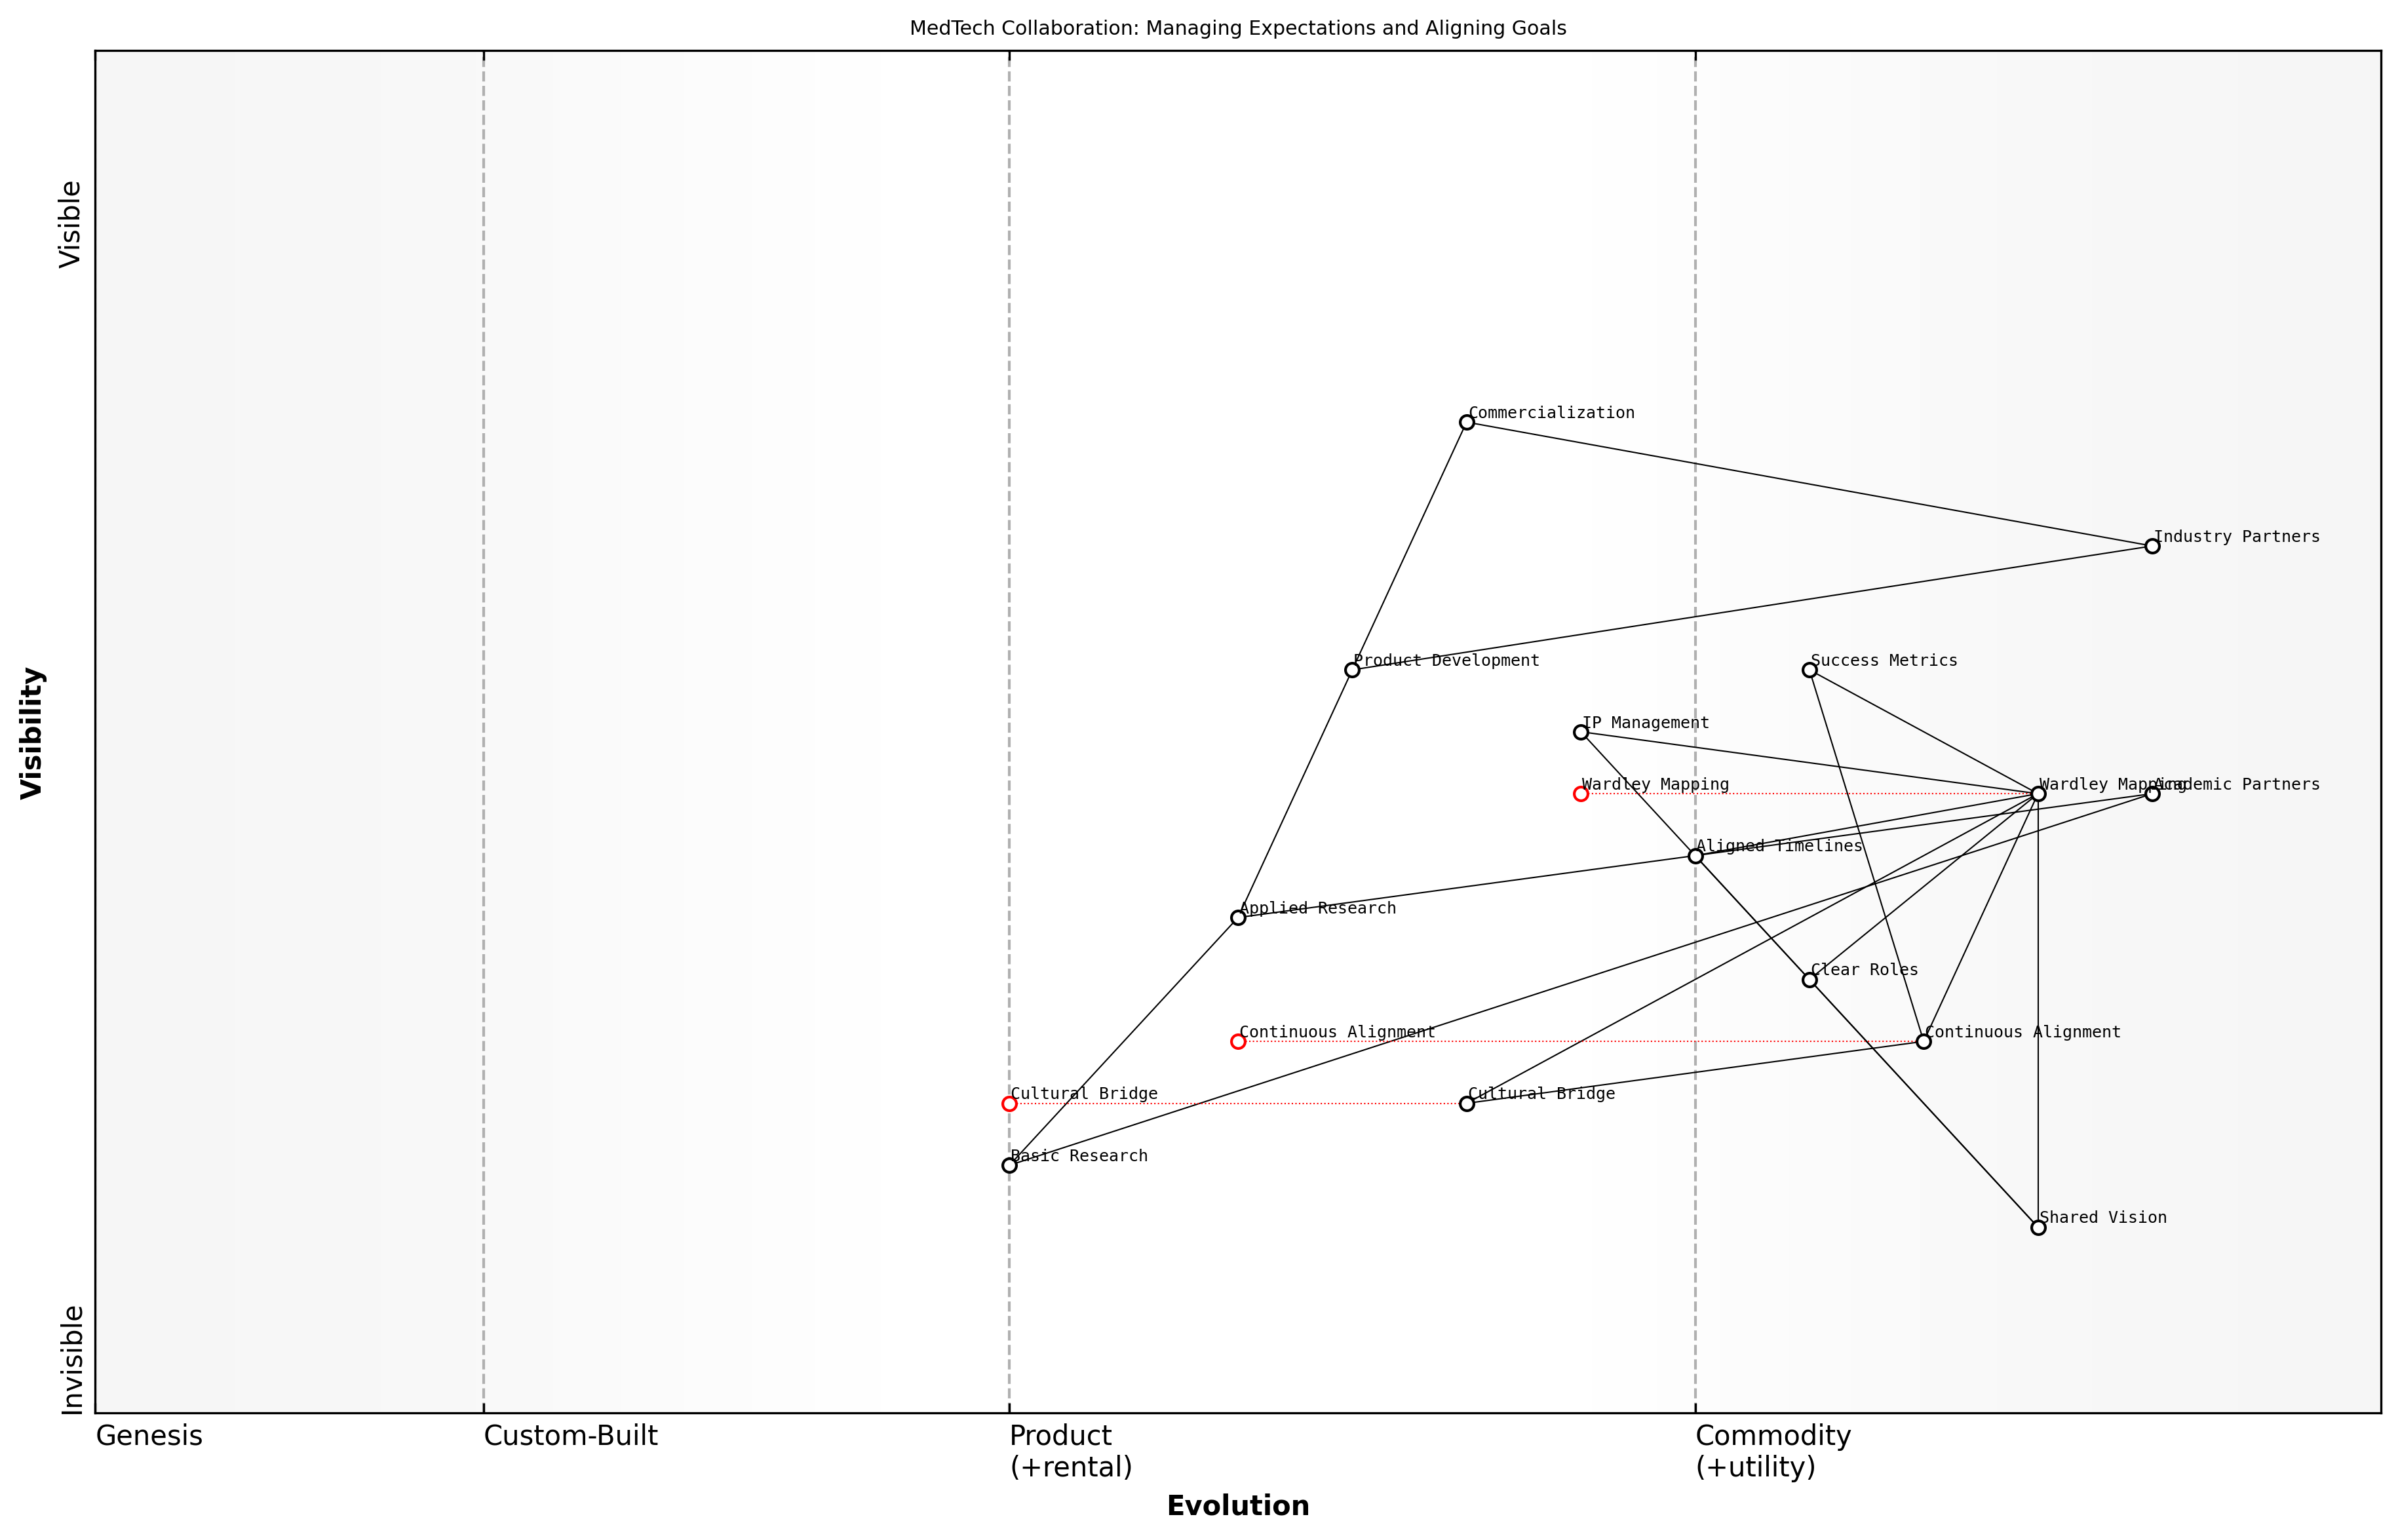 MedTech Collaboration: Managing Expectations and Aligning Goals
Visible
Visibility
Invisible
Commercialization
Industry Partners
Product Development
Success Metrics
IP Management
Wardley Mapping
Wardley Mapping
Academic Partners
Aligned Timelines
Applied Research
Clear Roles
Continuous Alignment
Continuous Alignment
Cultural Bridge
Cultural Bridge
Basic Research
Shared Vision
Genesis
Custom-Built
Product
(+rental)
Commodity
(+utility)
Evolution